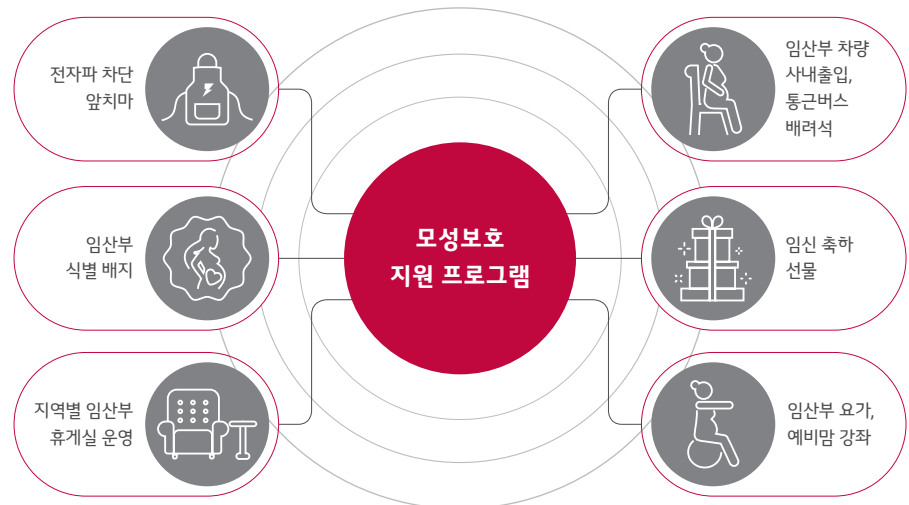 전자파 차단
앞치마
임산부
식별 배지
지역별 임산부
휴게실 운영
모성보호
지원 프로그램
임산부 차량
사내출입,
통근버스
배려석
임신 축하
선물
임산부 요가,
예비맘 강좌